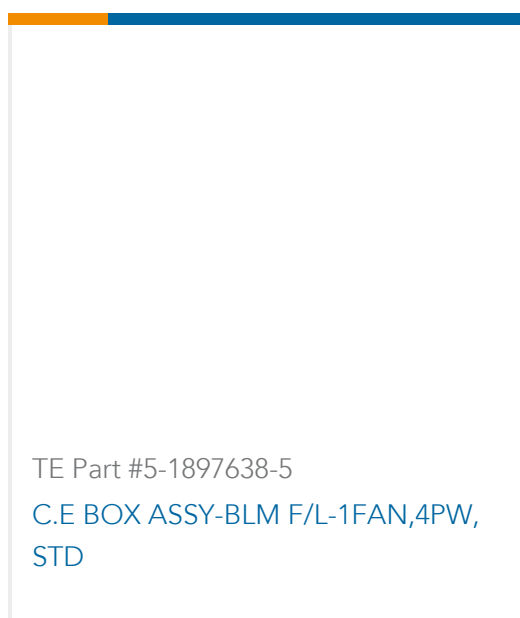 TE Part #5-1897638-5
C.E BOX ASSY-BLM F/L-1FAN,4PW,
STD